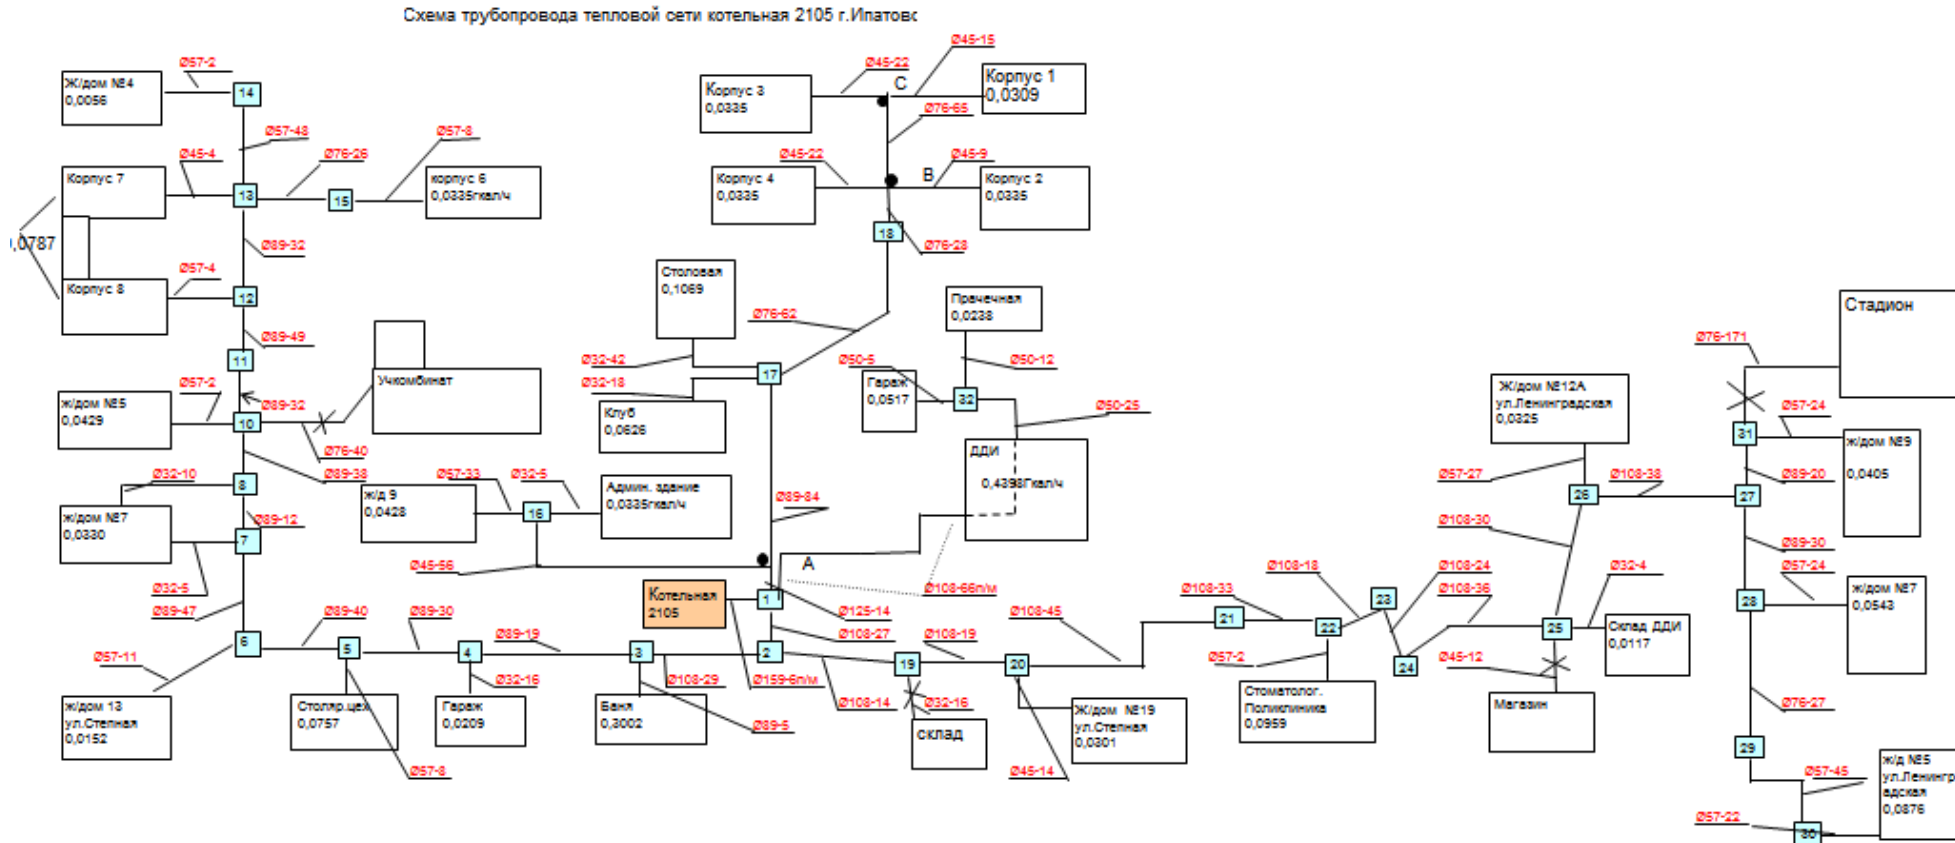 Схема трубопровода тепловой сети котельная 2105 г.Ипатово
Ø45-15
Ø57-2
Ø45-22
Ж/дом №4
0,0056
14
Корпус 3
0,0335
С
Корпус 1
0,0309
Ø76-65
Ø57-48
Ø57-8
Ø45-4
Ø76-26
Ø45-22
Ø45-9
Корпус 7
13
15
корпус 6
0,0335гкал/ч
Корпус 4
0,0335
В
Корпус 2
0,0335
18
,0787
Ø89-32
Ø76-28
Ø57-4
Корпус 8
12
Столовая
0,1069
Прачечная
0,0238
Стадион
Ø76-62
Ø89-49
Ø76-171
11
Ø32-42
Ø50-5
Ø50-12
17
Ø57-2
Учкомбинат
Ø32-18
Гараж
0,0517
32
Ж/дом №12А
ул.Ленинградская
0,0325
ж/дом №5
0,0429
Ø89-32
10
Клуб
0,0626
Ø50-25
Ø57-24
31
ж/дом №9
0,0405
Ø76-40
ДДИ
0,4398Гкал/ч
Ø32-10
Ø89-38
Ø57-33
Ø32-5
Ø57-27
Ø108-38
Ø89-20
8
ж/д 9
0,0428
16
Админ. здание
0,0335гкал/ч
Ø89-84
26
27
ж/дом №7
0,0330
Ø89-12
7
Ø108-30
Ø89-30
Ø45-56
А
Ø108-18
Ø108-24
Ø32-4
Ø57-24
Ø32-5
Котельная
2105
1
Ø108-66п/м
Ø108-33
Ø108-36
23
28
ж/дом №7
0,0543
Ø89-47
Ø89-40
Ø89-30
Ø125-14
Ø108-45
21
22
25
Склад ДДИ
0,0117
6
5
4
Ø89-19
3
2
Ø108-27
Ø108-19
19
20
24
Ø57-11
Ø57-2
Ø45-12
Ø32-16
Ø108-29
Ø159-6п/м
Ø108-14
Ø32-16
ж/дом 13
ул.Степная
0,0152
Столяр.цех
0,0757
Гараж
0,0209
Баня
0,3002
Ø89-5
склад
Ж/дом №19
ул.Степная
0,0301
Стоматолог.
Поликлиника
0,0959
Магазин
Ø76-27
29
Ø57-8
Ø45-14
Ø57-45
ж/д №5
ул.Ленингр
адская
0,0876
Ø57-22
30